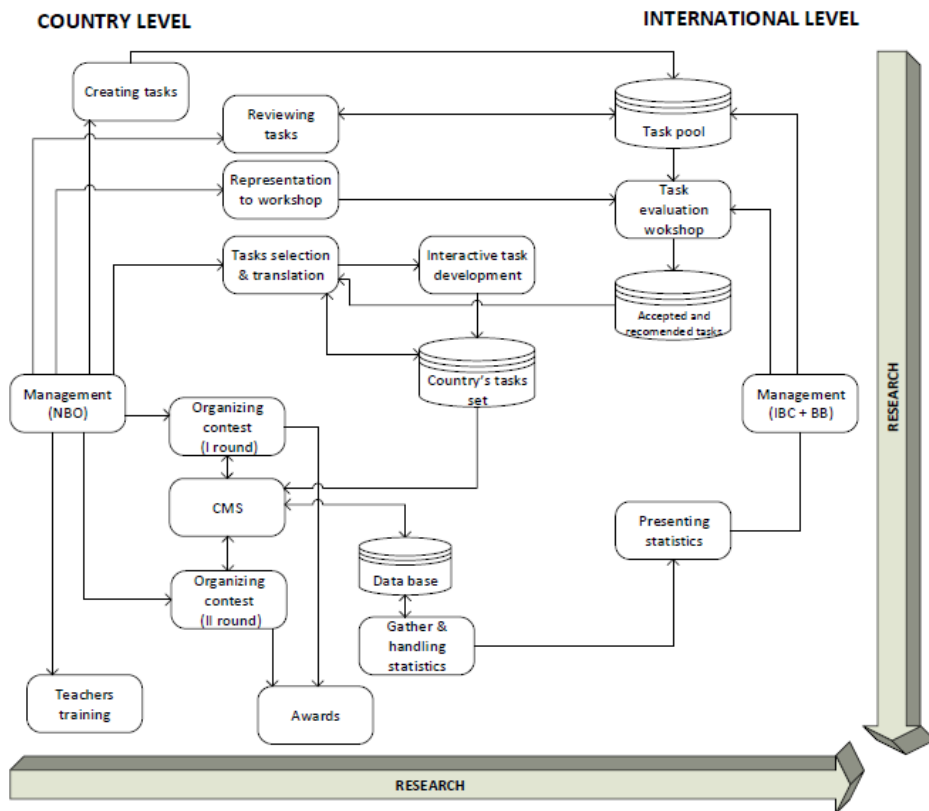 COUNTRY LEVEL
INTERNATIONAL LEVEL
Creating tasks
Reviewing
tasks
Task pool
Representation
to workshop
Task
evaluation
wokshop
Tasks selection
& translation
Interactive task
development
Accepted and
recomended tasks
Country's tasks
set
Management
(NBO)
Management
(IBC + BB)
Organizing
contest
(I round)
CMS
Presenting
statistics
Data base
Organizing
contest
(II round)
Gather &
handling
statistics
Teachers
training
Awards
RESEARCH
RESEARCH